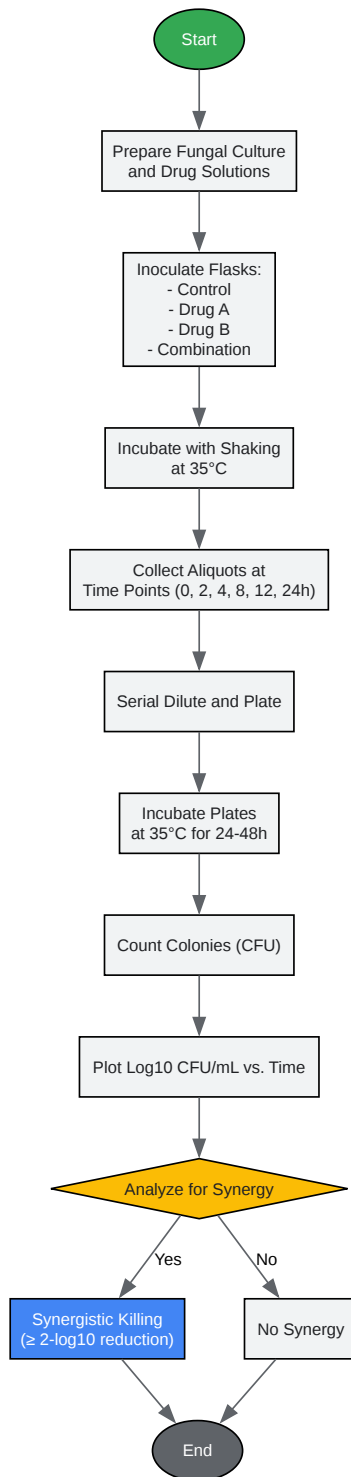 Start
Prepare Fungal Culture
and Drug Solutions
Inoculate Flasks:
- Control
- Drug A
- Drug B
- Combination
Incubate with Shaking
at 35°C
Collect Aliquots at
Time Points (0, 2, 4, 8, 12, 24h)
Serial Dilute and Plate
Incubate Plates
at 35°C for 24-48h
Count Colonies (CFU)
Plot Log10 CFU/mL vs. Time
Analyze for Synergy
Yes
No
Synergistic Killing
(≥ 2-log10 reduction)
No Synergy
End